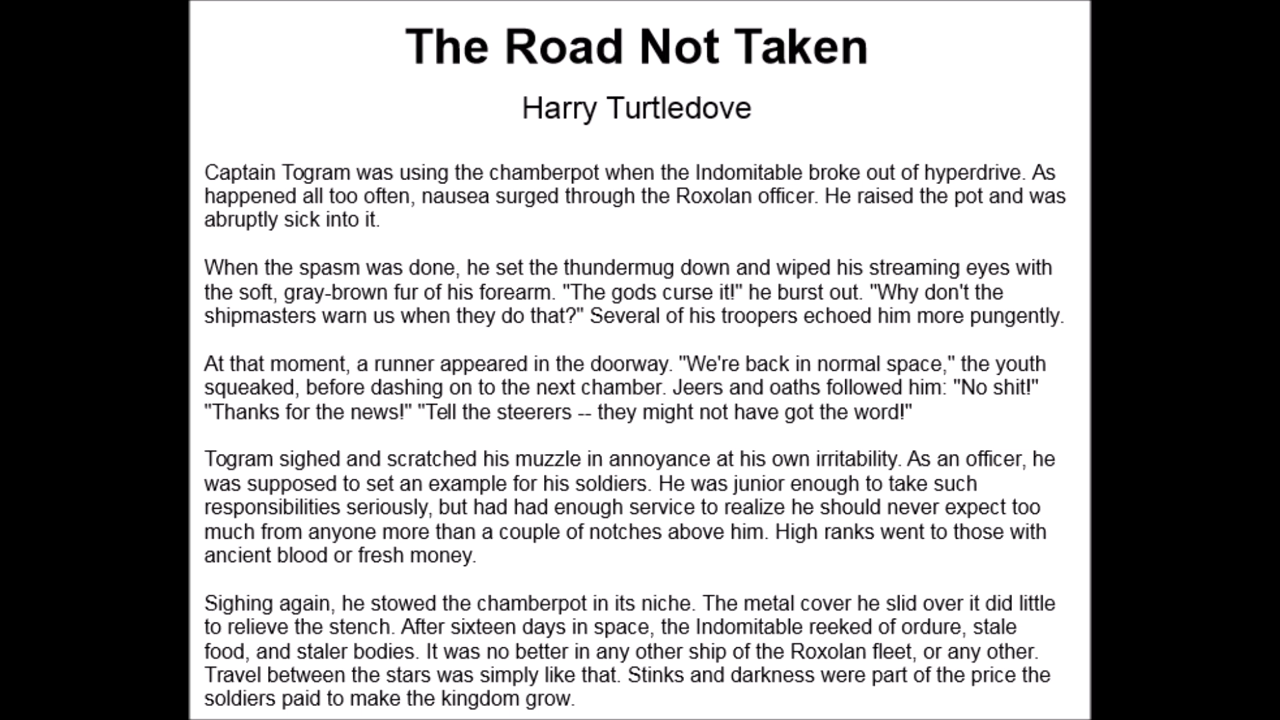 The Road Not Taken
Harry Turtledove
Captain Togram was using the chamberpot when the Indomitable broke out of hyperdrive. As
happened all too often, nausea surged through the Roxolan officer. He raised the pot and was
abruptly sick into it.
When the spasm was done, he set the thundermug down and wiped his streaming eyes with
the soft, gray-brown fur of his forearm. "The gods curse it!" he burst out. "Why don't the
shipmasters warn us when they do that?" Several of his troopers echoed him more pungently.
At that moment, a runner appeared in the doorway. "We're back in normal space," the youth
squeaked, before dashing on to the next chamber. Jeers and oaths followed him: "No shit!"
"Thanks for the news!" "Tell the steerers -- they might not have got the word!"
Togram sighed and scratched his muzzle in annoyance at his own irritability. As an officer, he
was supposed to set an example for his soldiers. He was junior enough to take such
responsibilities seriously, but had had enough service to realize he should never expect too
much from anyone more than a couple of notches above him. High ranks went to those with
ancient blood or fresh money.
Sighing again, he stowed the chamberpot in its niche. The metal cover he slid over it did little
to relieve the stench. After sixteen days in space, the Indomitable reeked of ordure, stale
food, and staler bodies. It was no better in any other ship of the Roxolan fleet, or any other.
Travel between the stars was simply like that. Stinks and darkness were part of the price the
soldiers paid to make the kingdom grow.